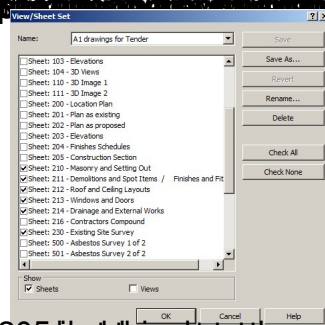 View/Sheet Set
Name: A1 drawings for Tender
Save
Save As...
Revert
Rename...
Delete
Check All
Check None
Sheet: 103 - Elevations
Sheet: 104 - 3D Views
Sheet: 110 - 3D Image 1
Sheet: 111 - 3D Image 2
Sheet: 200 - Location Plan
Sheet: 201 - Plan as existing
Sheet: 202 - Plan as proposed
Sheet: 203 - Elevations
Sheet: 204 - Finishes Schedules
Sheet: 205 - Construction Section
Sheet: 210 - Masonry and Setting Out
Sheet: 211 - Demolitions and Spot Items / Finishes and Fit
Sheet: 212 - Roof and Ceiling Layouts
Sheet: 213 - Windows and Doors
Sheet: 214 - Drainage and External Works
Sheet: 216 - Contractors Compound
Sheet: 230 - Existing Site Survey
Sheet: 500 - Asbestos Survey 1 of 2
Sheet: 501 - Asbestos Survey 2 of 2
Show
Sheets Views
OK Cancel Help